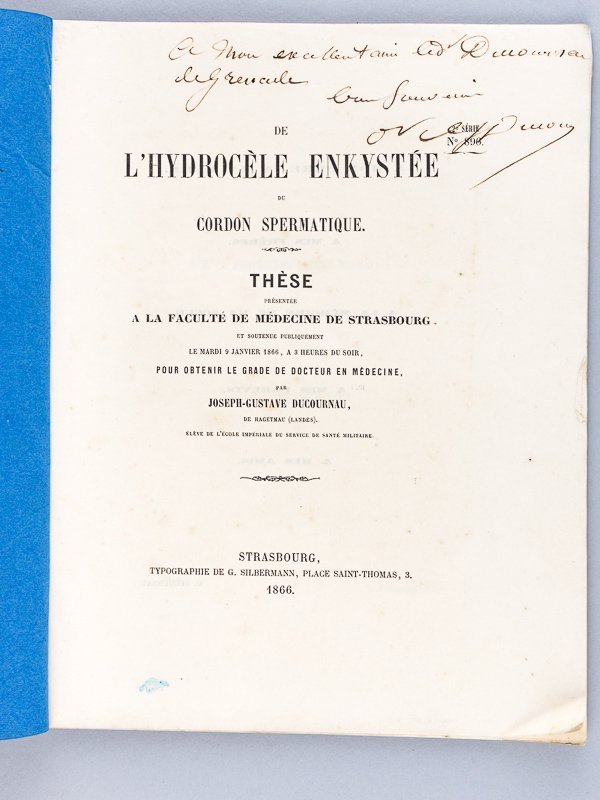 A Mon excellent ami
de Grenade
bon Souvenir
DE
2e SÉRIE
N° 890.
L'HYDROCÈLE ENKYSTÉE
DU
CORDON SPERMATIQUE.
THÈSE
PRÉSENTÉE
A LA FACULTÉ DE MÉDECINE DE STRASBOURG
ET SOUTENUE PUBLIQUEMENT
LE MARDI 9 JANVIER 1866, A 3 HEURES DU SOIR,
POUR OBTENIR LE GRADE DE DOCTEUR EN MÉDECINE,
PAR
JOSEPH-GUSTAVE DUCOURNAU,
DE HAGETMAU (LANDES).
ÉLÈVE DE L'ÉCOLE IMPÉRIALE DU SERVICE DE SANTÉ MILITAIRE.
STRASBOURG,
TYPOGRAPHIE DE G. SILBERMANN, PLACE SAINT-THOMAS, 3.
1866.